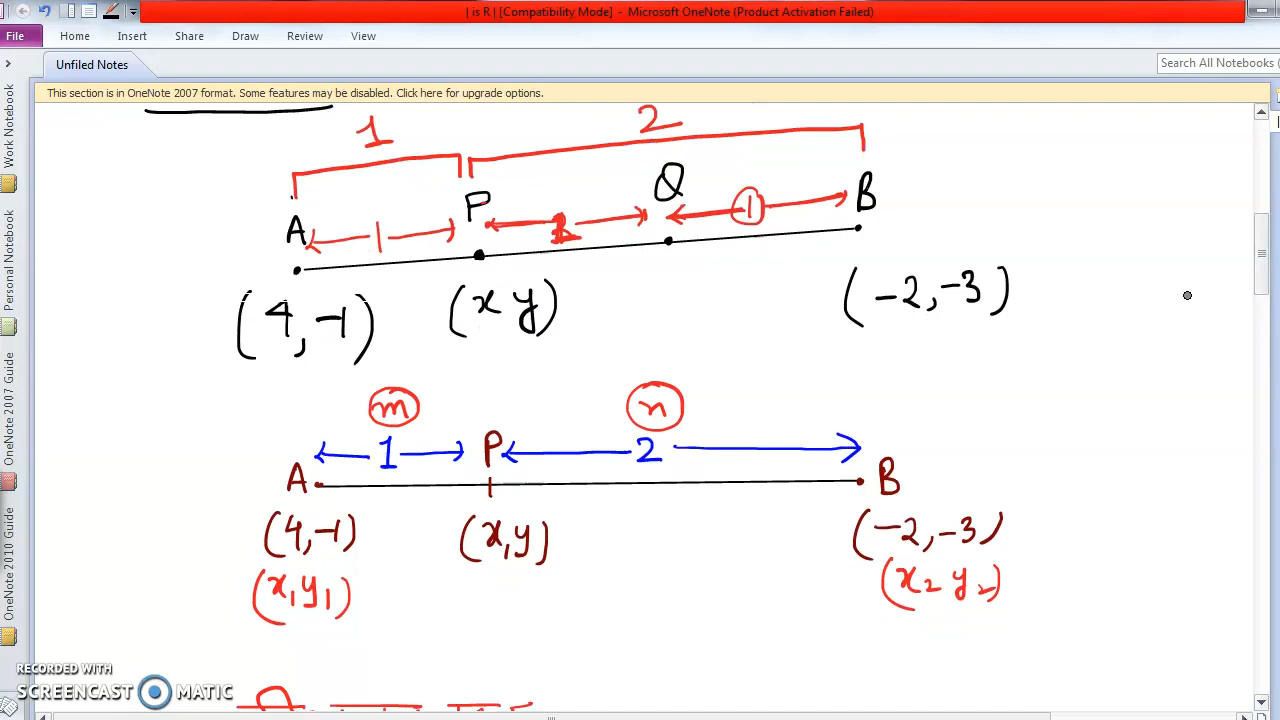 | is R | [Compatibility Mode] - Microsoft OneNote (Product Activation Failed)
File Home Insert Share Draw Review View
Unfiled Notes
Search All Notebooks (
This section is in OneNote 2007 format. Some features may be disabled. Click here for upgrade options.
Work Notebook
Personal Notebook
OneNote 2007 Guide
OneNote 2010 Guide
1 2
A P Q B
1 1
(4,-1) (x y) (-2,-3)
m n
1 2
A P B
(4,-1) (x,y) (-2,-3)
(x₁y₁) (x₂ y₂)
RECORDED WITH
SCREENCAST MATIC